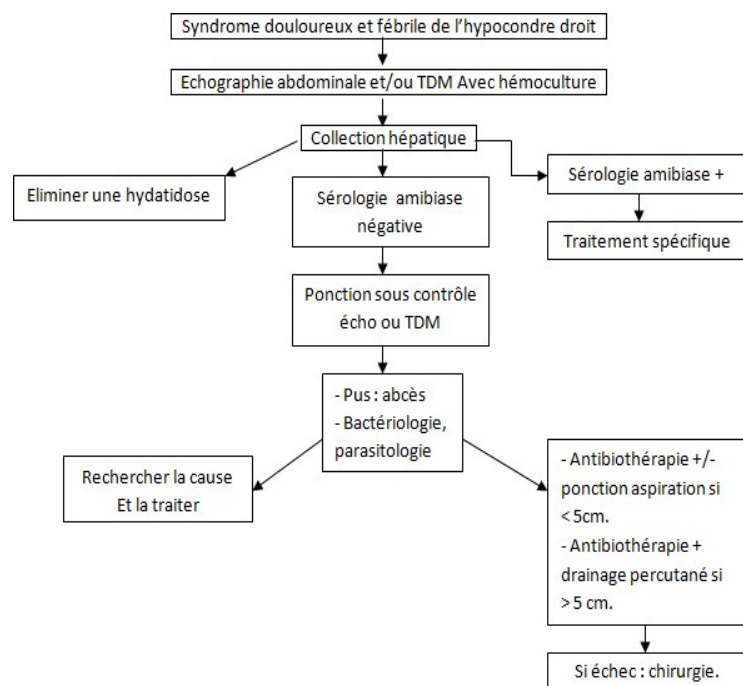 Syndrome douloureux et fébrile de l'hypocondre droit
Echographie abdominale et/ou TDM Avec hémoculture
Collection hépatique
Eliminer une hydatidose
Sérologie amibiase
négative
Sérologie amibiase +
Traitement spécifique
Ponction sous contrôle
écho ou TDM
- Pus : abcès
- Bactériologie,
parasitologie
Rechercher la cause
Et la traiter
- Antibiothérapie +/-
ponction aspiration si
< 5cm.
- Antibiothérapie +
drainage percutané si
> 5 cm.
Si échec : chirurgie.